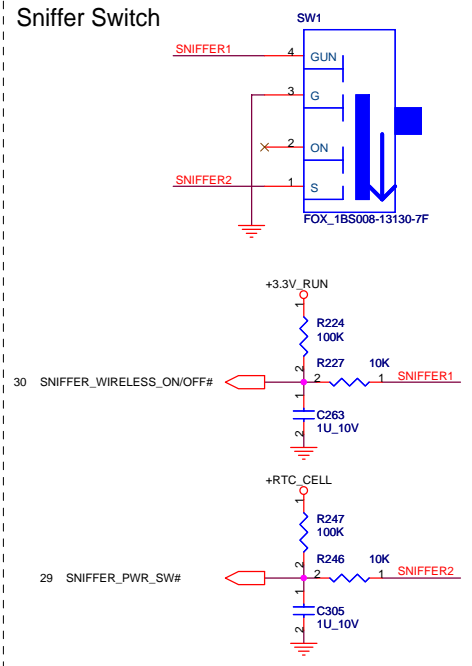 Sniffer Switch
SW1
SNIFFER1
4
GUN
3
G
2
ON
SNIFFER2
1
S
FOX_1BS008-13130-7F
+3.3V_RUN
1
R224
100K
2
R227
10K
30
SNIFFER_WIRELESS_ON/OFF#
2
1
SNIFFER1
1
C263
1U_10V
2
+RTC_CELL
1
R247
100K
2
R246
10K
29
SNIFFER_PWR_SW#
2
1
SNIFFER2
1
C305
1U_10V
2